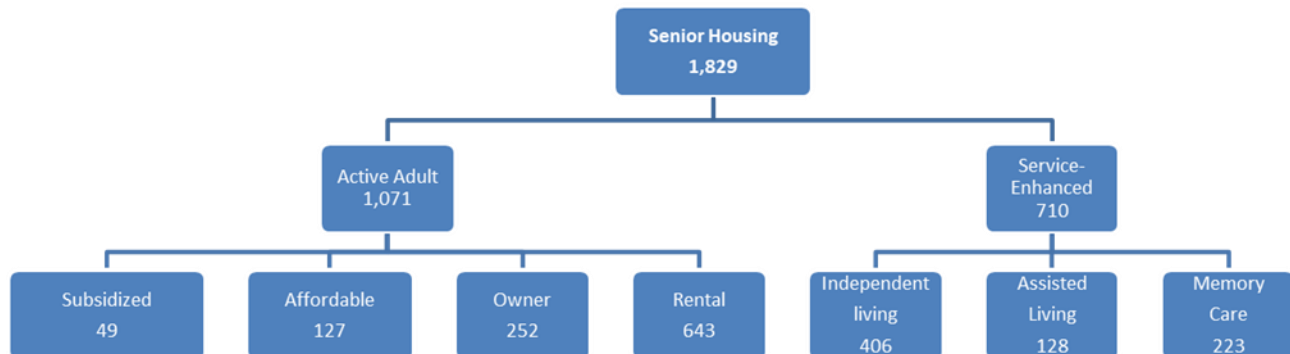 Senior Housing
1,829
Active Adult
1,071
Service-
Enhanced
710
Subsidized
49
Affordable
127
Owner
252
Rental
643
Independent
living
406
Assisted
Living
128
Memory
Care
223